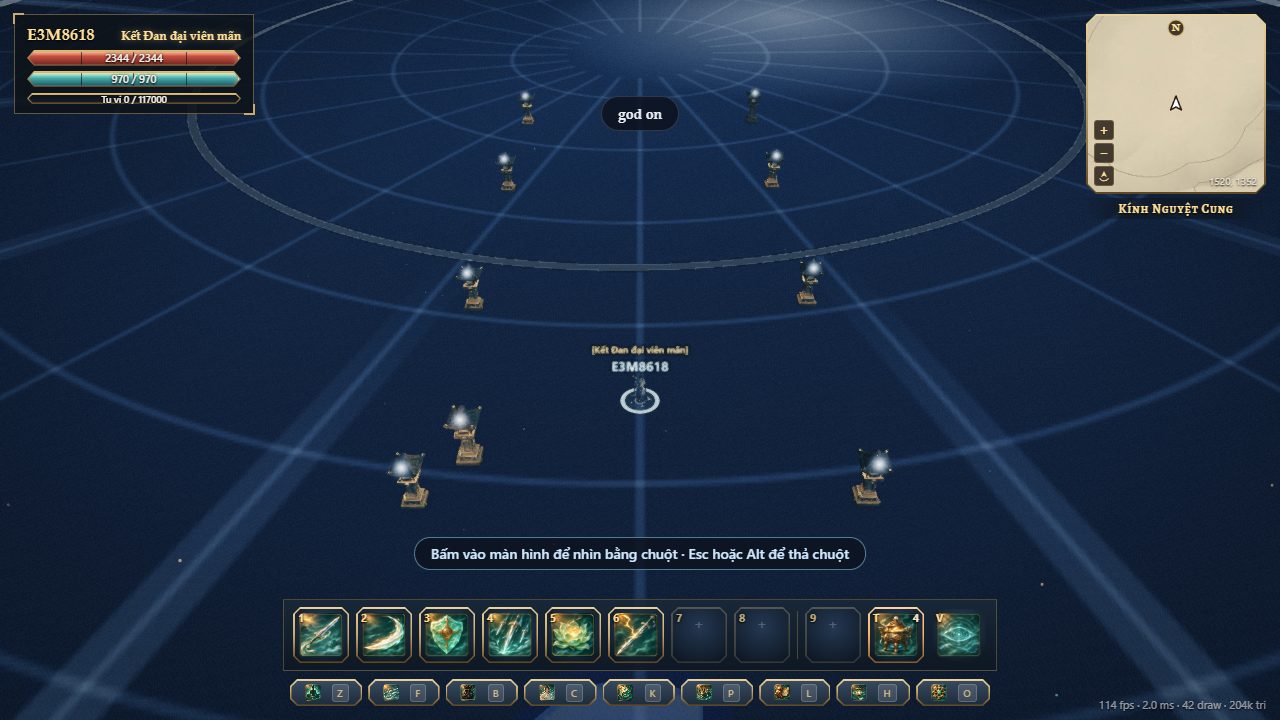 E3M8618 Kết Đan đại viên mãn
2344 / 2344
970 / 970
Tu vi 0 / 117000
god on
N
+
−
1520, 1352
Kính Nguyệt Cung
[Kết Đan đại viên mãn]
E3M8618
Bấm vào màn hình để nhìn bằng chuột · Esc hoặc Alt để thả chuột
1 2 3 4 5 6 7 8 9 T 4 V
+ + +
Z F B C K P L H O
114 fps · 2.0 ms · 42 draw · 204k tri